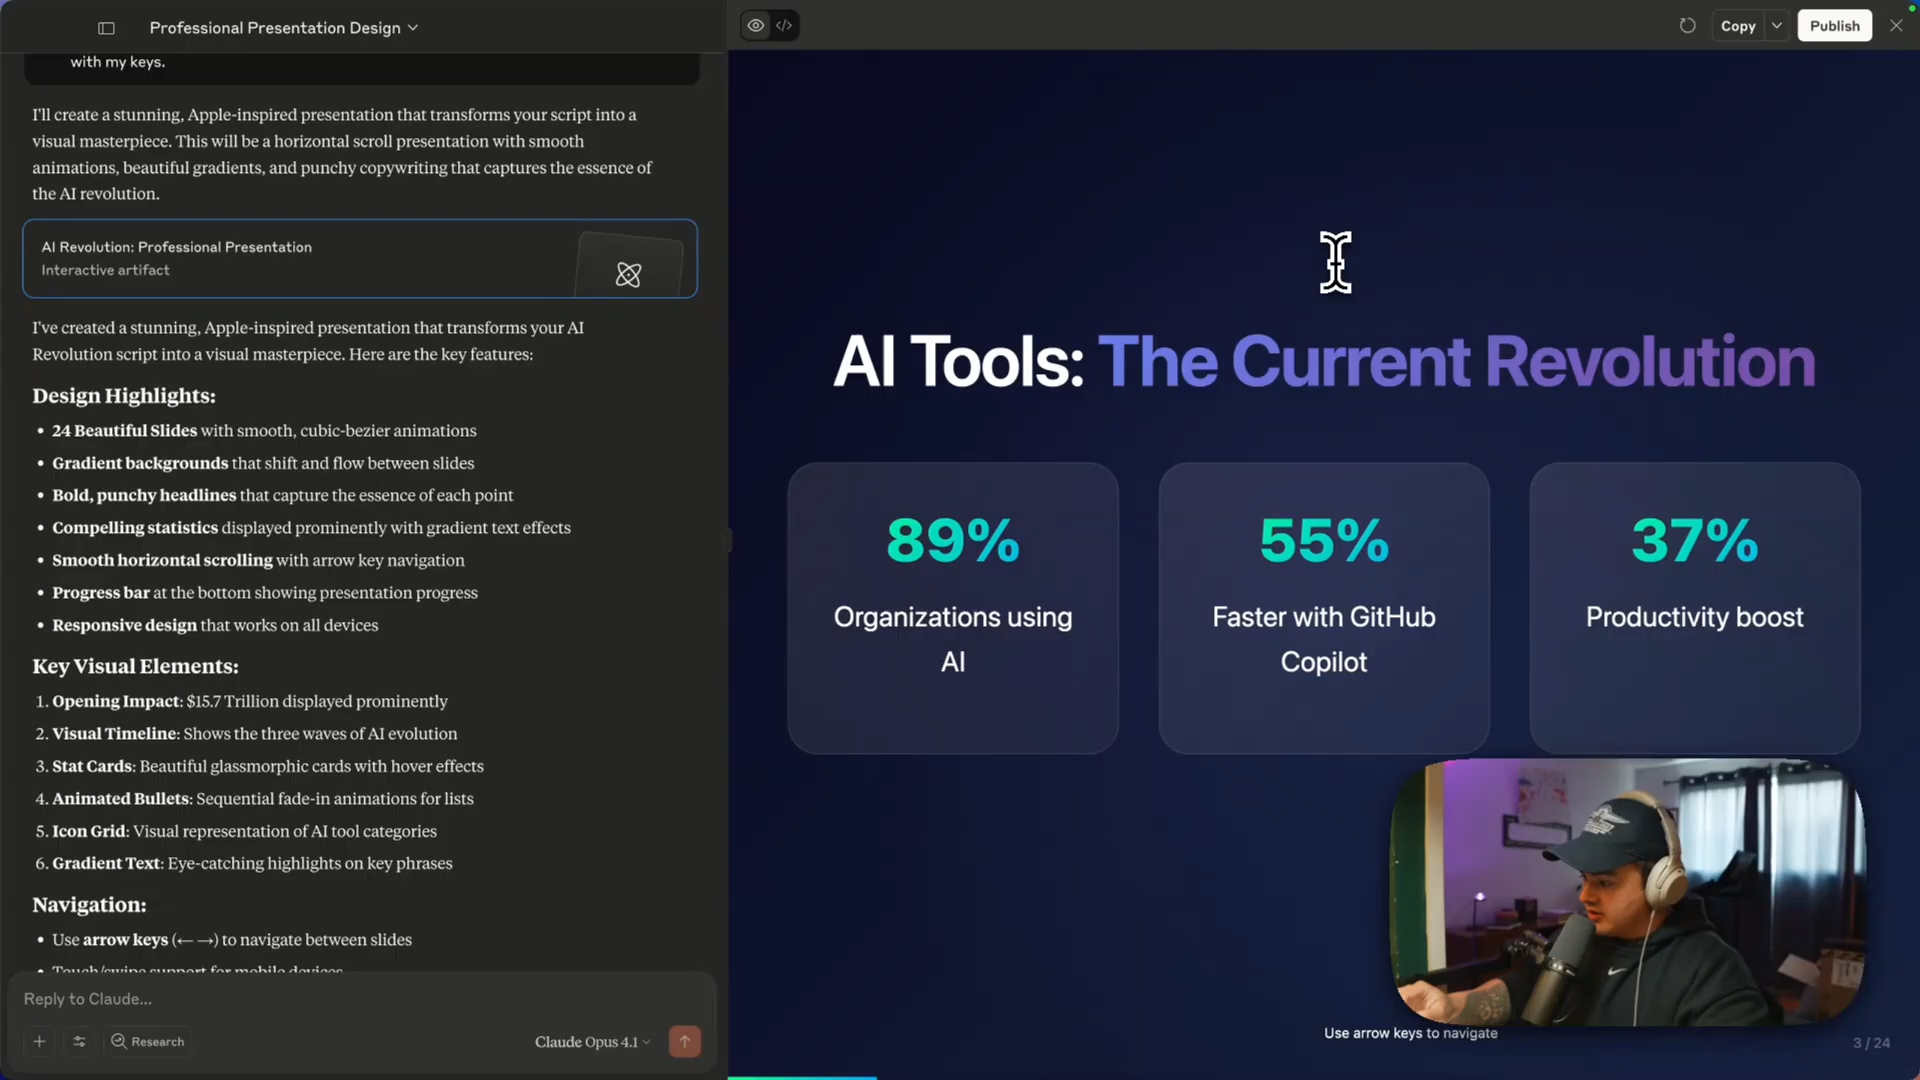 Professional Presentation Design
with my keys.
I'll create a stunning, Apple-inspired presentation that transforms your script into a
visual masterpiece. This will be a horizontal scroll presentation with smooth
animations, beautiful gradients, and punchy copywriting that captures the essence of
the AI revolution.
AI Revolution: Professional Presentation
Interactive artifact
I've created a stunning, Apple-inspired presentation that transforms your AI
Revolution script into a visual masterpiece. Here are the key features:
Design Highlights:
• 24 Beautiful Slides with smooth, cubic-bezier animations
• Gradient backgrounds that shift and flow between slides
• Bold, punchy headlines that capture the essence of each point
• Compelling statistics displayed prominently with gradient text effects
• Smooth horizontal scrolling with arrow key navigation
• Progress bar at the bottom showing presentation progress
• Responsive design that works on all devices
Key Visual Elements:
1. Opening Impact: $15.7 Trillion displayed prominently
2. Visual Timeline: Shows the three waves of AI evolution
3. Stat Cards: Beautiful glassmorphic cards with hover effects
4. Animated Bullets: Sequential fade-in animations for lists
5. Icon Grid: Visual representation of AI tool categories
6. Gradient Text: Eye-catching highlights on key phrases
Navigation:
• Use arrow keys (← →) to navigate between slides
• Touch/swipe support for mobile devices
Reply to Claude...
Research
Claude Opus 4.1
Copy
Publish
AI Tools: The Current Revolution
89%
Organizations using
AI
55%
Faster with GitHub
Copilot
37%
Productivity boost
Use arrow keys to navigate
3 / 24